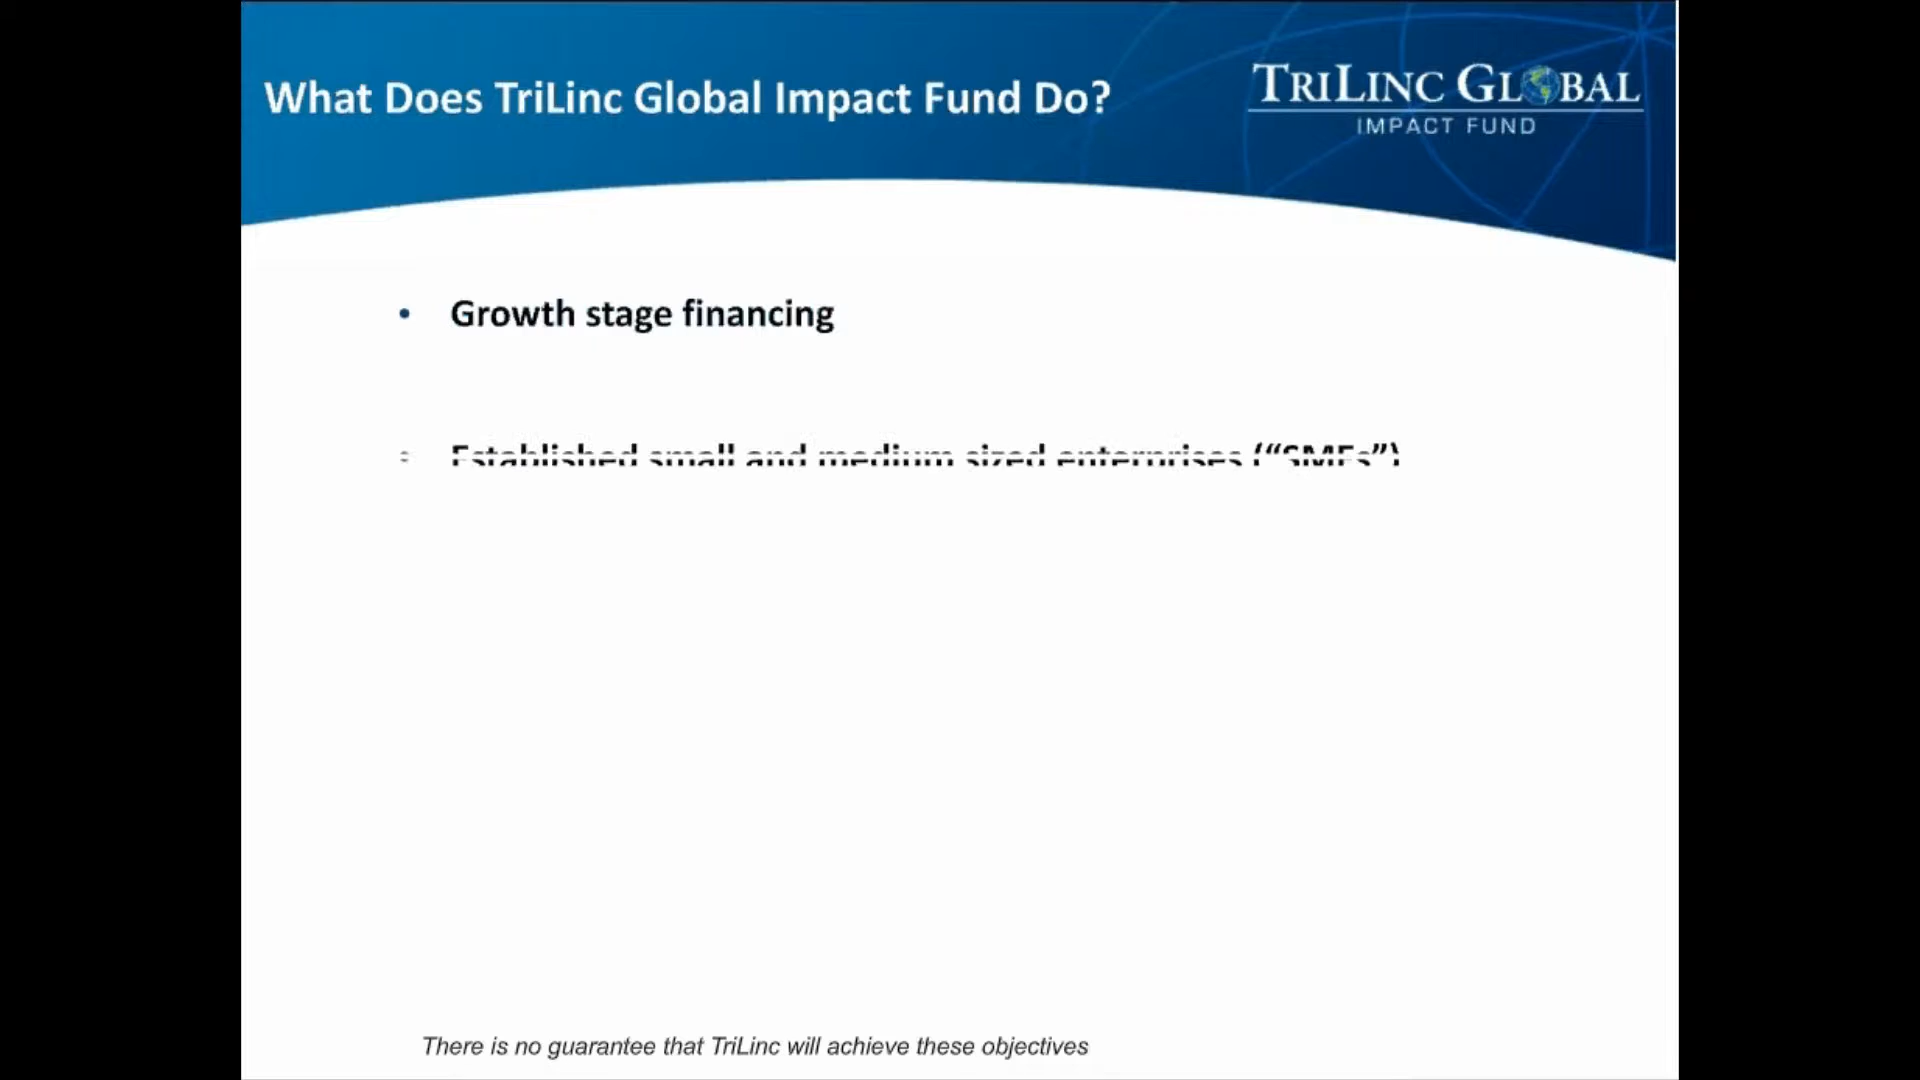 What Does TriLinc Global Impact Fund Do?
TRILINC GLOBAL
IMPACT FUND
• Growth stage financing
• Established small and medium sized enterprises (“SMEs”)
There is no guarantee that TriLinc will achieve these objectives